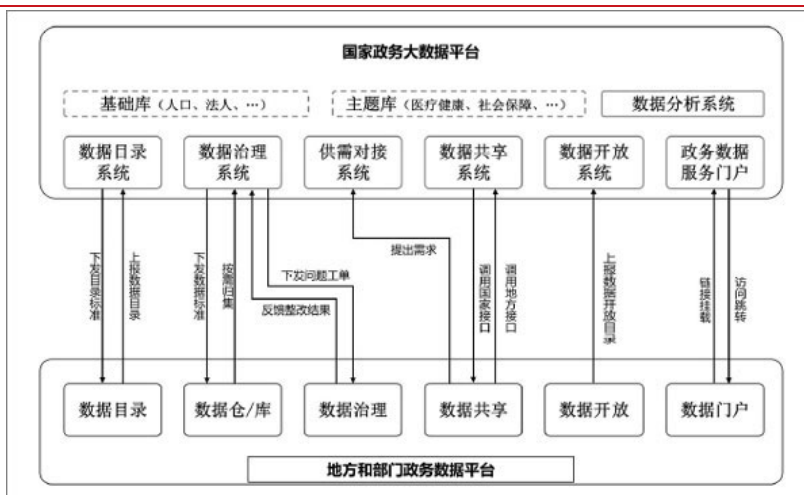 国家政务大数据平台
基础库（人口、法人、…）
主题库（医疗健康、社会保障、…）
数据分析系统
数据目录
系统
数据治理
系统
供需对接
系统
数据共享
系统
数据开放
系统
政务数据
服务门户
下发目录标准
上报数据目录
下发数据标准
按需归集
下发问题工单
反馈整改结果
提出需求
调用国家接口
调用地方接口
上报数据开放目录
链接挂载
访问跳转
数据目录
数据仓/库
数据治理
数据共享
数据开放
数据门户
地方和部门政务数据平台